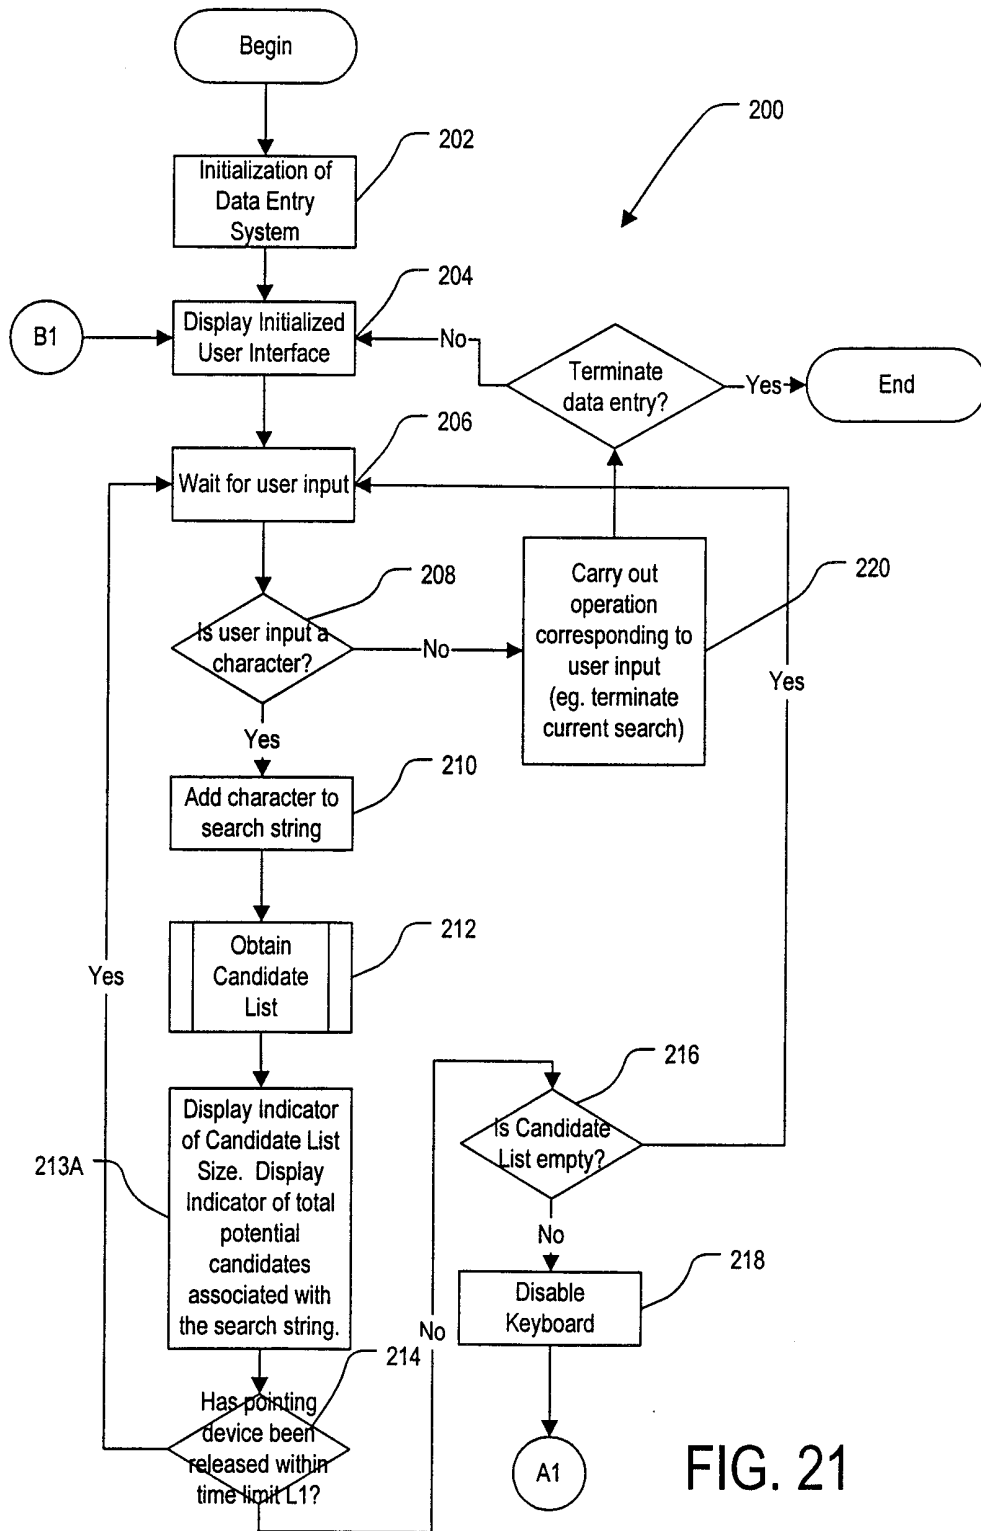 Begin
200
202
Initialization of
Data Entry
System
204
B1
Display Initialized
User Interface
No
Terminate
data entry?
Yes
End
206
Wait for user input
208
Is user input a
character?
No
Carry out
operation
corresponding to
user input
(eg. terminate
current search)
220
Yes
Yes
210
Add character to
search string
212
Obtain
Candidate
List
Yes
216
Is Candidate
List empty?
213A
Display Indicator
of Candidate List
Size. Display
Indicator of total
potential
candidates
associated with
the search string.
No
218
Disable
Keyboard
No
214
Has pointing
device been
released within
time limit L1?
A1
FIG. 21